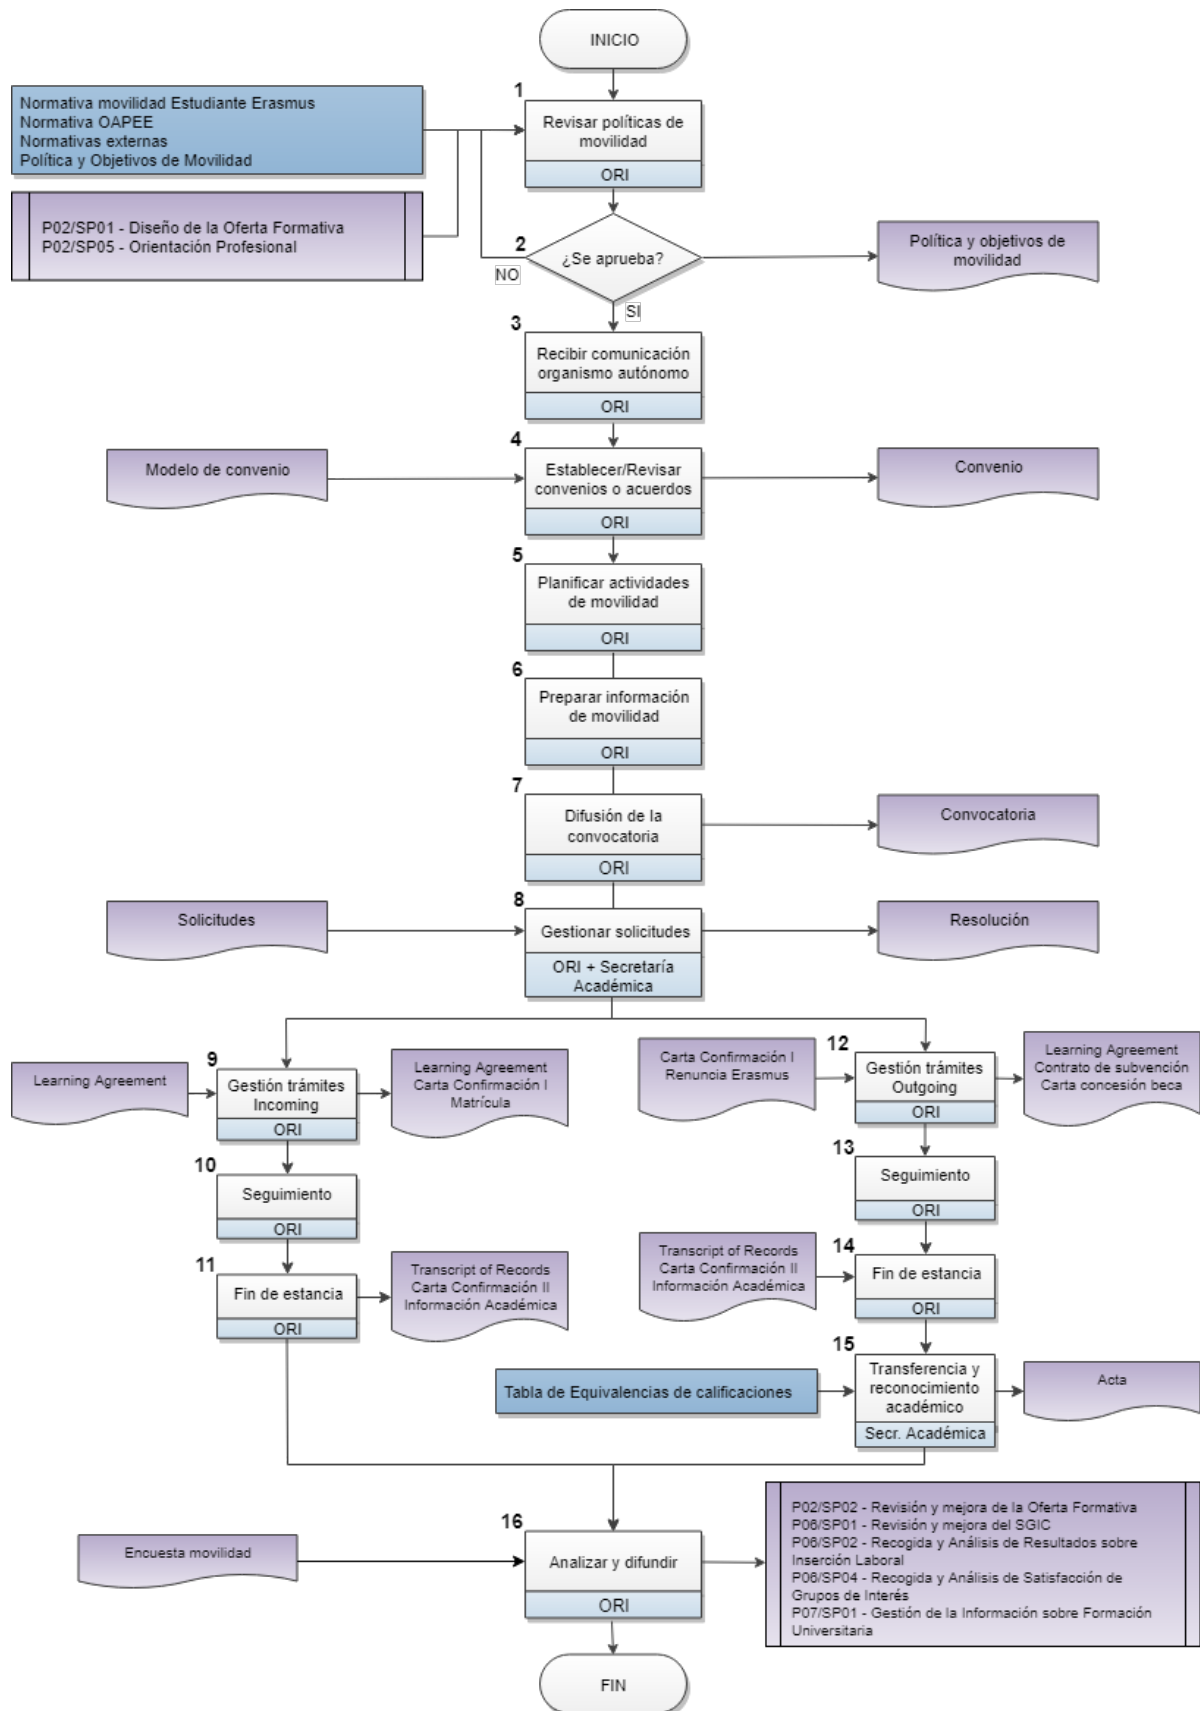 INICIO
Normativa movilidad Estudiante Erasmus
Normativa OAPEE
Normativas externas
Política y Objetivos de Movilidad
1
Revisar políticas de
movilidad
ORI
P02/SP01 - Diseño de la Oferta Formativa
P02/SP05 - Orientación Profesional
2
¿Se aprueba?
NO
SI
Política y objetivos de
movilidad
3
Recibir comunicación
organismo autónomo
ORI
Modelo de convenio
4
Establecer/Revisar
convenios o acuerdos
ORI
Convenio
5
Planificar actividades
de movilidad
ORI
6
Preparar información
de movilidad
ORI
7
Difusión de la
convocatoria
ORI
Convocatoria
Solicitudes
8
Gestionar solicitudes
ORI + Secretaría
Académica
Resolución
Learning Agreement
9
Gestión trámites
Incoming
ORI
Learning Agreement
Carta Confirmación I
Matrícula
10
Seguimiento
ORI
11
Fin de estancia
ORI
Transcript of Records
Carta Confirmación II
Información Académica
Carta Confirmación I
Renuncia Erasmus
12
Gestión trámites
Outgoing
ORI
Learning Agreement
Contrato de subvención
Carta concesión beca
13
Seguimiento
ORI
Transcript of Records
Carta Confirmación II
Información Académica
14
Fin de estancia
ORI
Tabla de Equivalencias de calificaciones
15
Transferencia y
reconocimiento
académico
Secr. Académica
Acta
Encuesta movilidad
16
Analizar y difundir
ORI
P02/SP02 - Revisión y mejora de la Oferta Formativa
P06/SP01 - Revisión y mejora del SGIC
P06/SP02 - Recogida y Análisis de Resultados sobre
Inserción Laboral
P06/SP04 - Recogida y Análisis de Satisfacción de
Grupos de Interés
P07/SP01 - Gestión de la Información sobre Formación
Universitaria
FIN